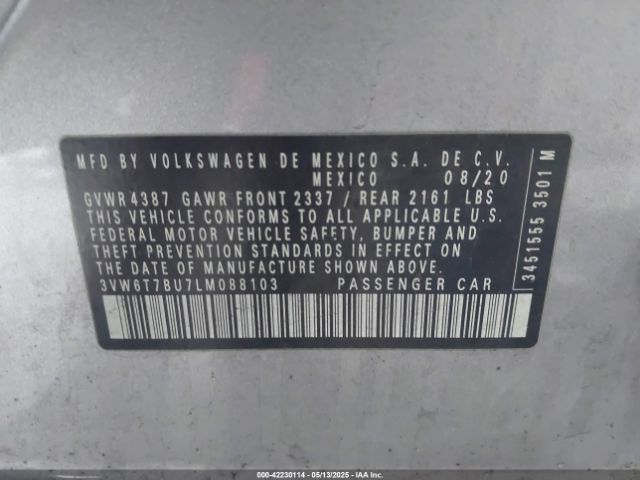 MFD BY VOLKSWAGEN DE MEXICO S.A. DE C.V.
MEXICO 08/20
GVWR 4387 GAWR FRONT 2337 / REAR 2161 LBS
THIS VEHICLE CONFORMS TO ALL APPLICABLE U.S.
FEDERAL MOTOR VEHICLE SAFETY, BUMPER AND
THEFT PREVENTION STANDARDS IN EFFECT ON
THE DATE OF MANUFACTURE SHOWN ABOVE.
3VW6T7BU7LM088103 PASSENGER CAR
3451555 3501 M
000-42230114 | 05/13/2025 | IAAI.COM